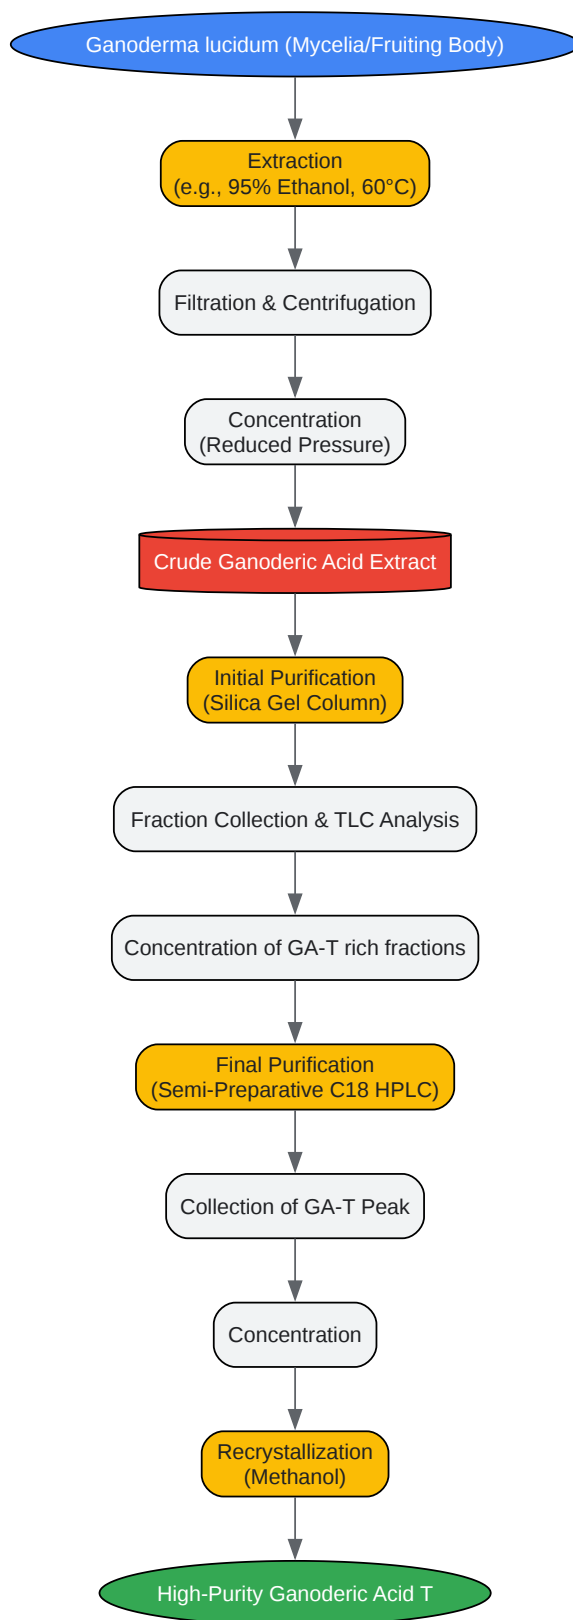 Ganoderma lucidum (Mycelia/Fruiting Body)
Extraction
(e.g., 95% Ethanol, 60°C)
Filtration & Centrifugation
Concentration
(Reduced Pressure)
Crude Ganoderic Acid Extract
Initial Purification
(Silica Gel Column)
Fraction Collection & TLC Analysis
Concentration of GA-T rich fractions
Final Purification
(Semi-Preparative C18 HPLC)
Collection of GA-T Peak
Concentration
Recrystallization
(Methanol)
High-Purity Ganoderic Acid T